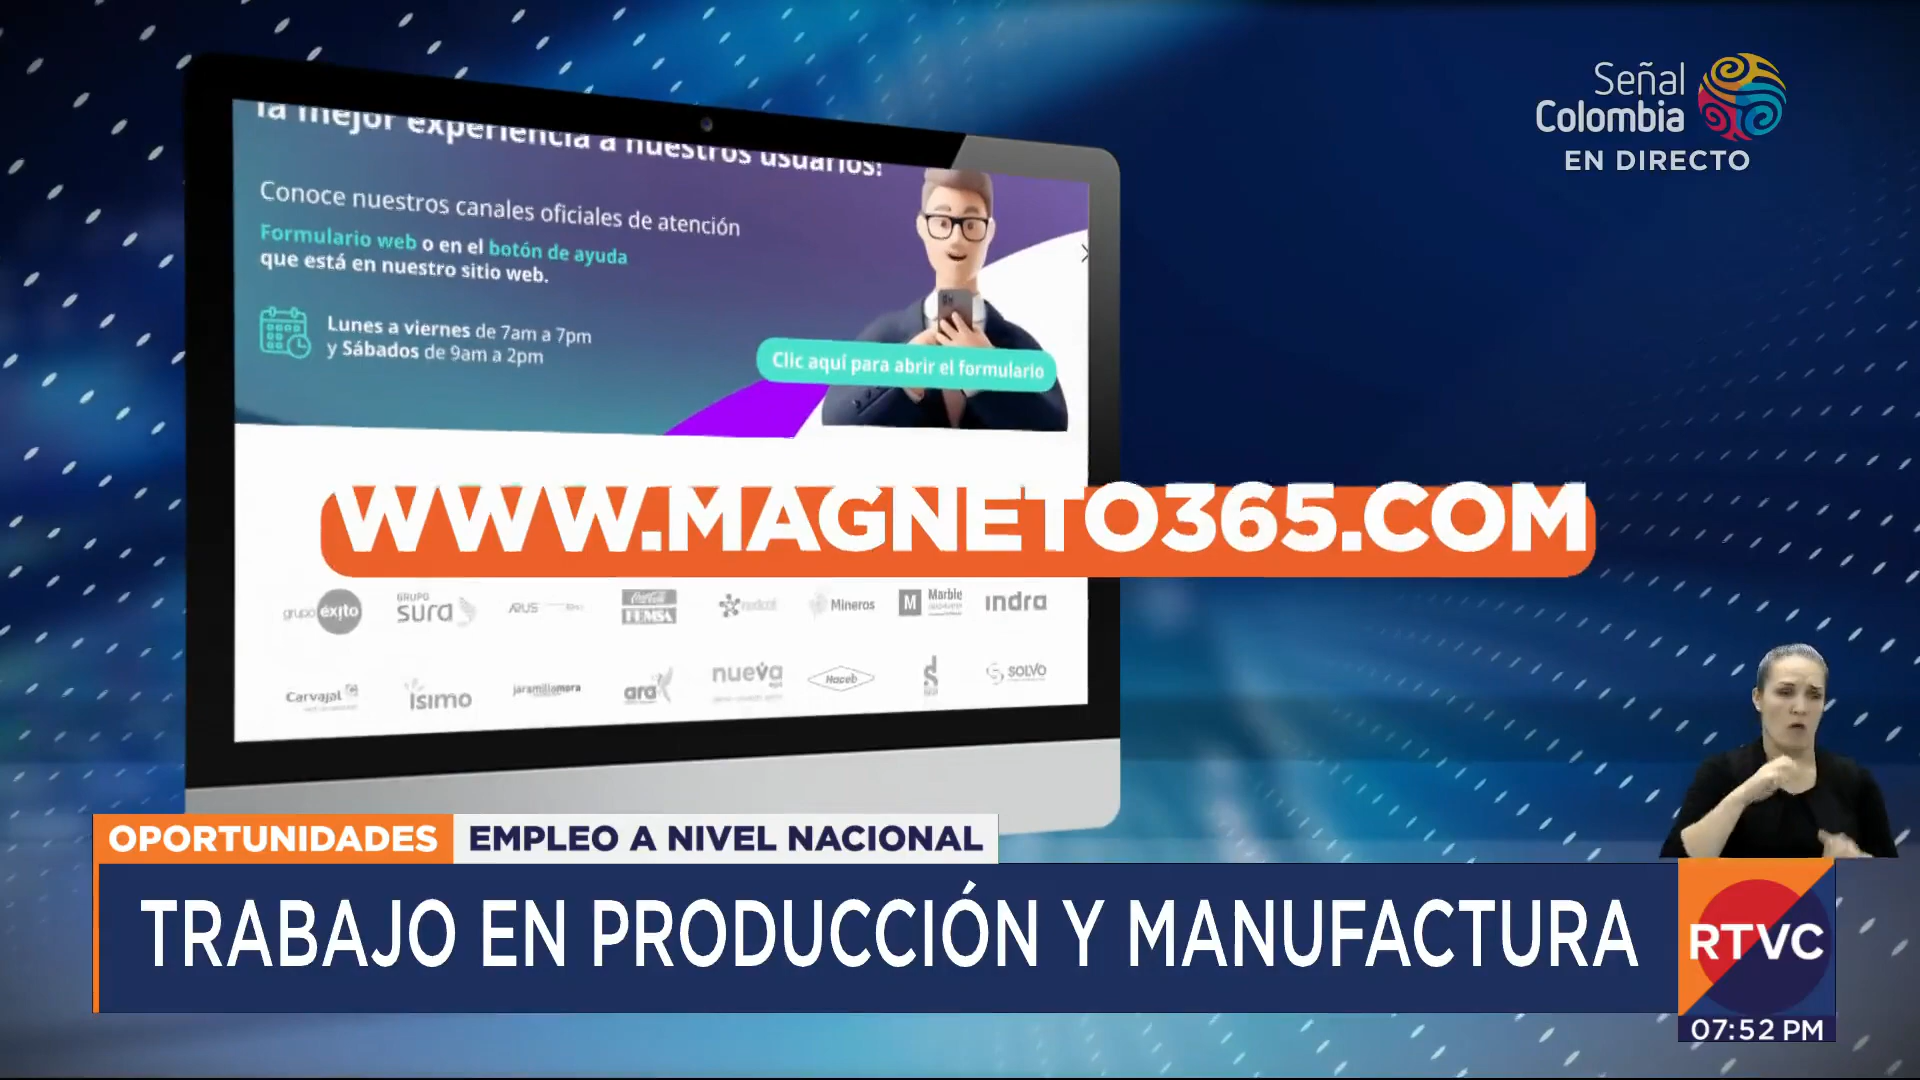 Señal
Colombia
EN DIRECTO
la mejor experiencia a nuestros usuarios!
Conoce nuestros canales oficiales de atención
Formulario web o en el botón de ayuda
que está en nuestro sitio web.
Lunes a viernes de 7am a 7pm
y Sábados de 9am a 2pm
Clic aquí para abrir el formulario
WWW.MAGNETO365.COM
grupo éxito
GRUPO
sura
ARUS
Coca-Cola
FEMSA
Mineros
M Marble
indra
Carvajal
ísimo
jaramillomora
ara
nueva
Haceb
SOLVO
OPORTUNIDADES EMPLEO A NIVEL NACIONAL
TRABAJO EN PRODUCCIÓN Y MANUFACTURA
RTVC
07:52 PM